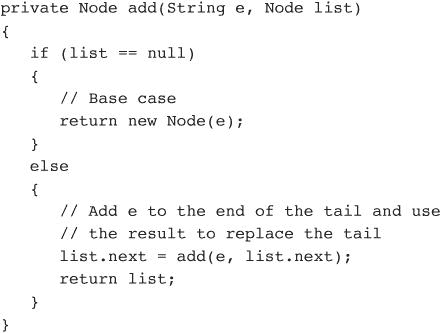 private Node add(String e, Node list)
{
   if (list == null)
   {
      // Base case
      return new Node(e);
   }
   else
   {
      // Add e to the end of the tail and use
      // the result to replace the tail
      list.next = add(e, list.next);
      return list;
   }
}